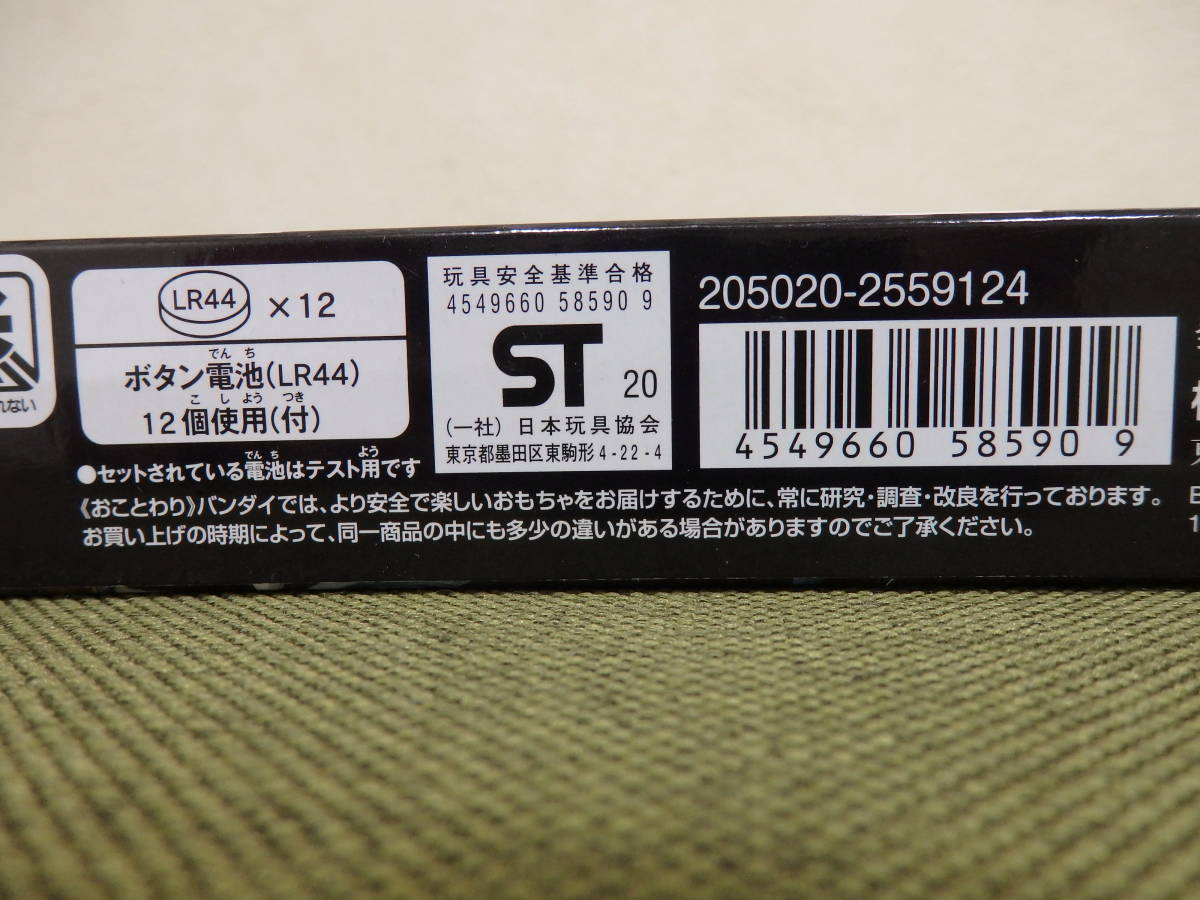 れない
LR44 ×12
でんち
ボタン電池(LR44)
こしよう つき
12個使用(付)
でんち よう
●セットされている電池はテスト用です
玩具安全基準合格
4549660 58590 9
ST 20
(一社) 日本玩具協会
東京都墨田区東駒形4-22-4
205020-2559124
4549660 58590 9
《おことわり》バンダイでは、より安全で楽しいおもちゃをお届けするために、常に研究・調査・改良を行っております。
お買い上げの時期によって、同一商品の中にも多少の違いがある場合がありますのでご了承ください。